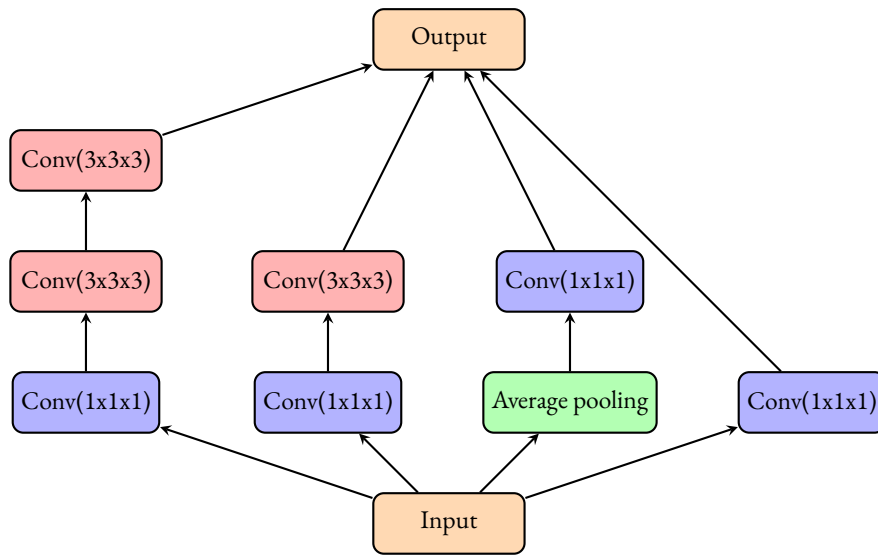 Output
Conv(3x3x3)
Conv(3x3x3)
Conv(3x3x3)
Conv(1x1x1)
Conv(1x1x1)
Conv(1x1x1)
Average pooling
Conv(1x1x1)
Input